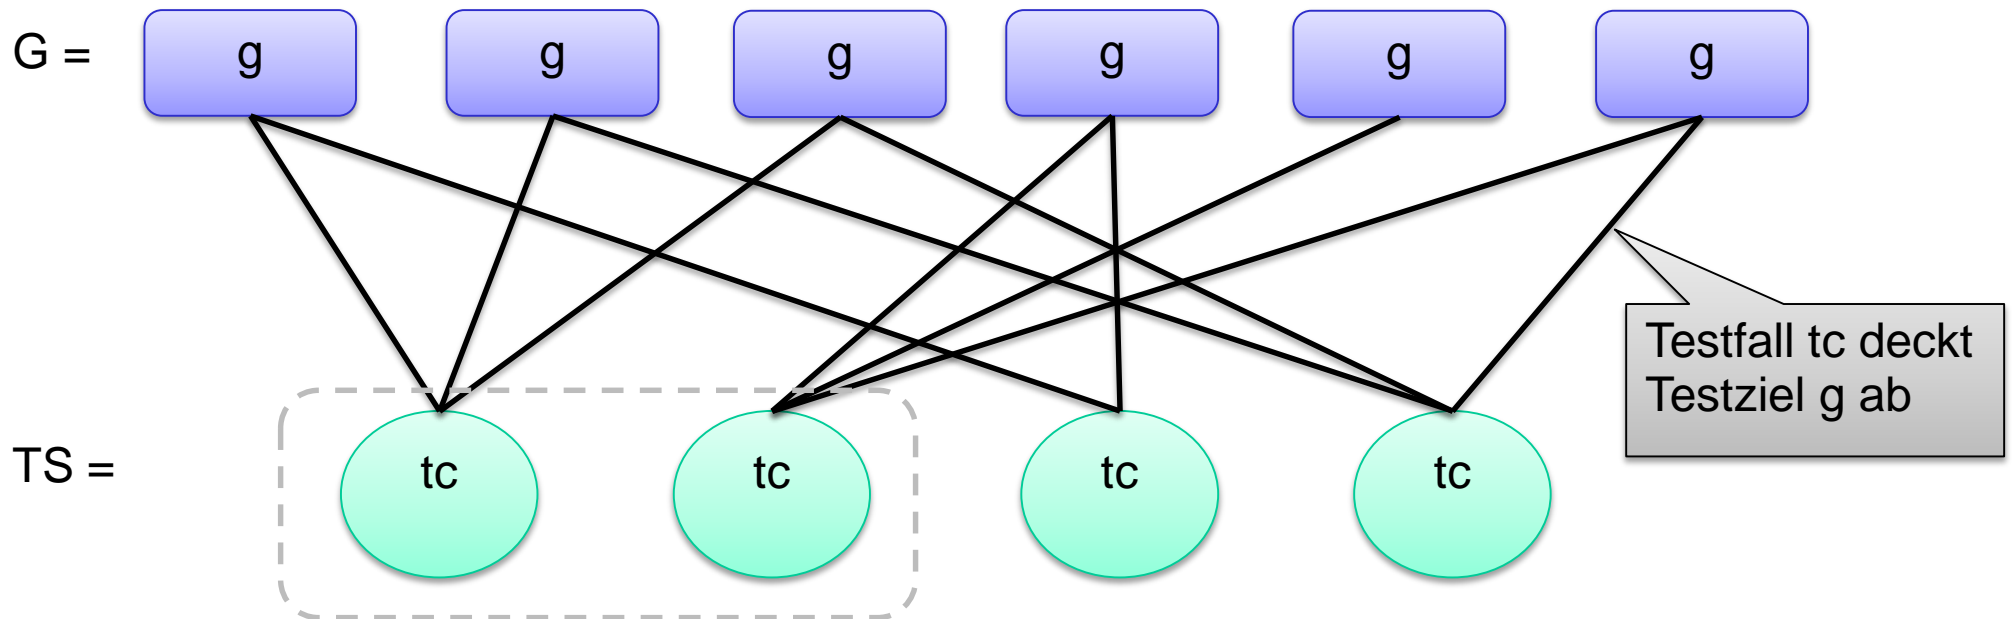 G = g g g g g g
Testfall tc deckt
Testziel g ab
TS = tc tc tc tc